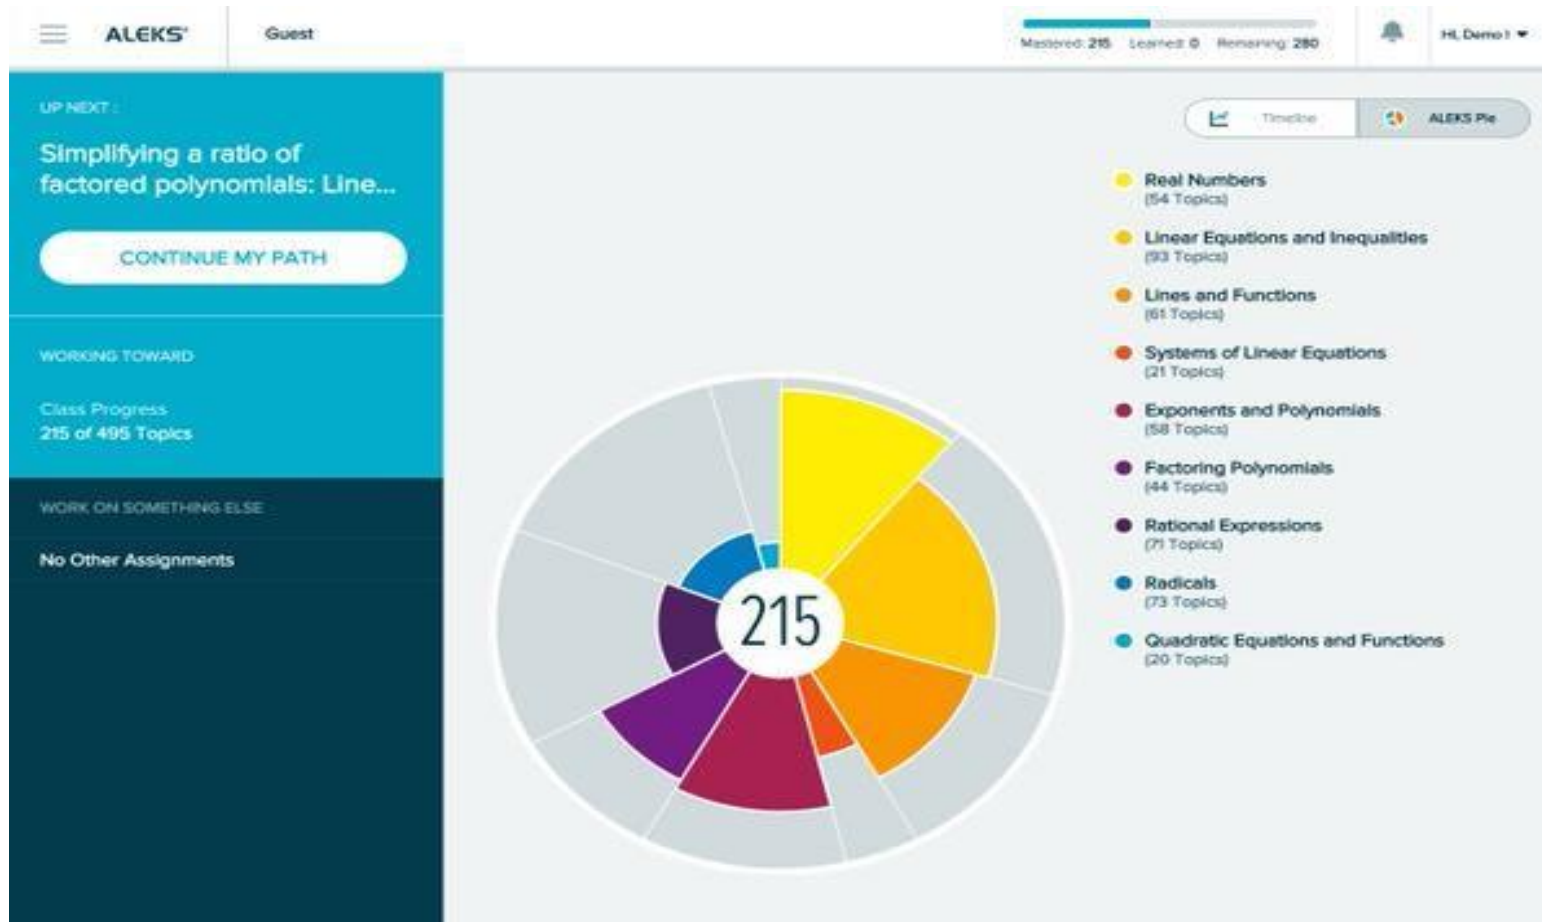 ALEKS®
Guest
Mastered: 215 Learned: 0 Remaining: 280
Hi, Demo1
UP NEXT :
Simplifying a ratio of
factored polynomials: Line...
CONTINUE MY PATH
WORKING TOWARD
Class Progress
215 of 495 Topics
WORK ON SOMETHING ELSE
No Other Assignments
Timeline
ALEKS Pie
Real Numbers
(54 Topics)
Linear Equations and Inequalities
(93 Topics)
Lines and Functions
(61 Topics)
Systems of Linear Equations
(21 Topics)
Exponents and Polynomials
(58 Topics)
Factoring Polynomials
(44 Topics)
Rational Expressions
(71 Topics)
Radicals
(73 Topics)
Quadratic Equations and Functions
(20 Topics)
215